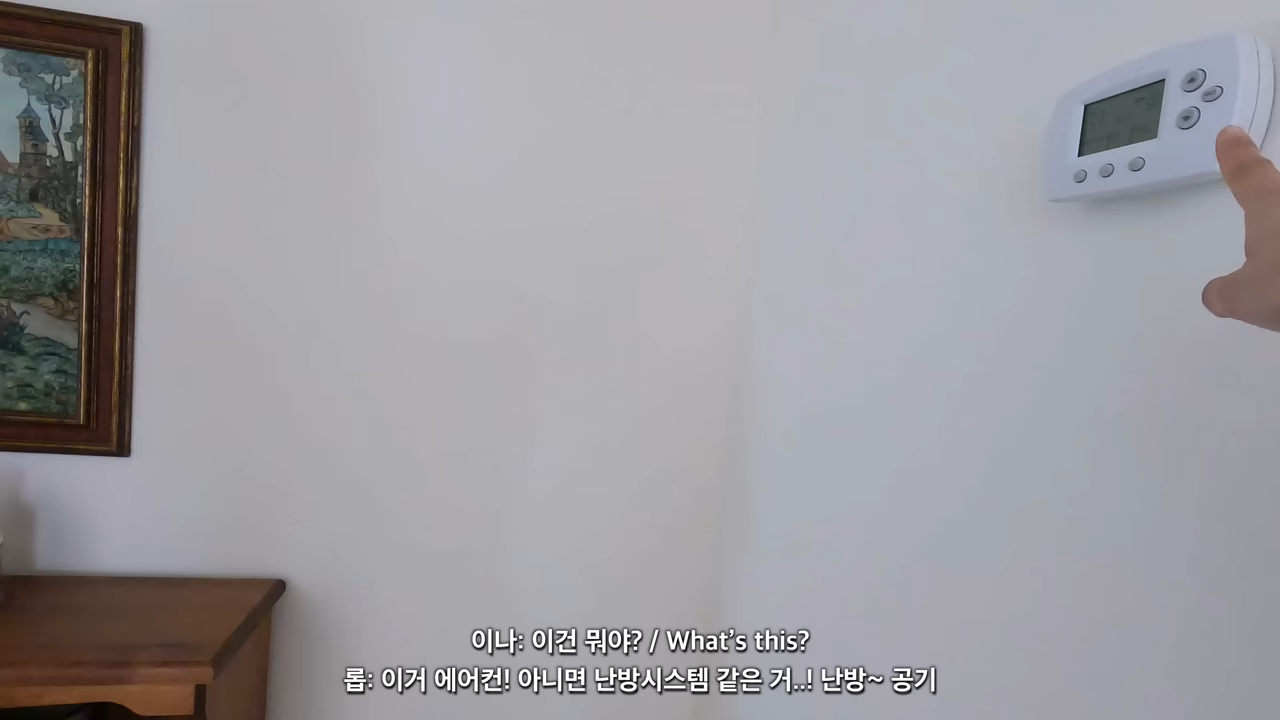 이나: 이건 뭐야? / What's this?
롭: 이거 에어컨! 아니면 난방시스템 같은 거..! 난방~ 공기